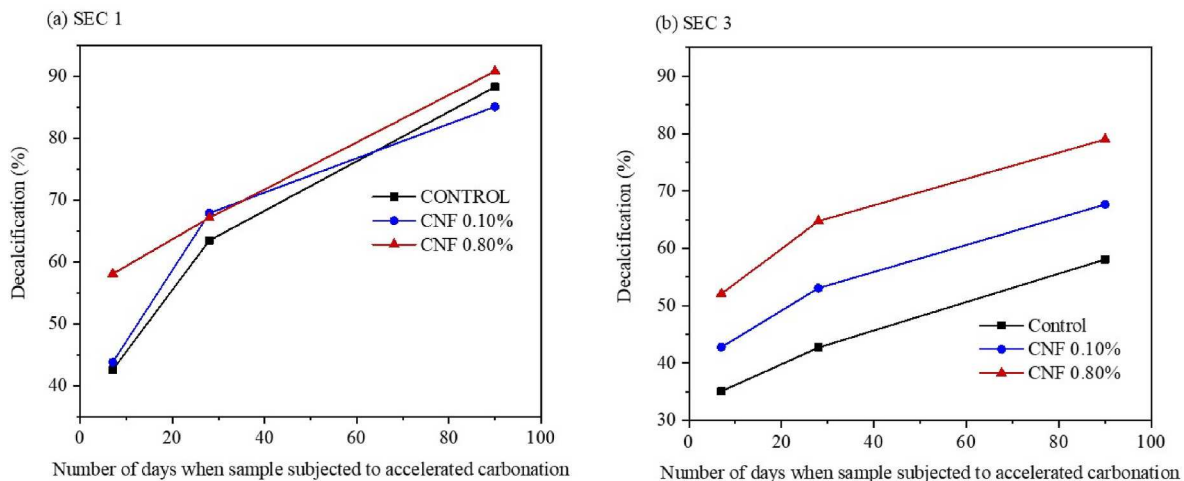 (a) SEC 1
Decalcification (%)
90
80
70
60
50
40
0 20 40 60 80 100
CONTROL
CNF 0.10%
CNF 0.80%
Number of days when sample subjected to accelerated carbonation
(b) SEC 3
Decalcification (%)
90
80
70
60
50
40
30
0 20 40 60 80 100
Control
CNF 0.10%
CNF 0.80%
Number of days when sample subjected to accelerated carbonation